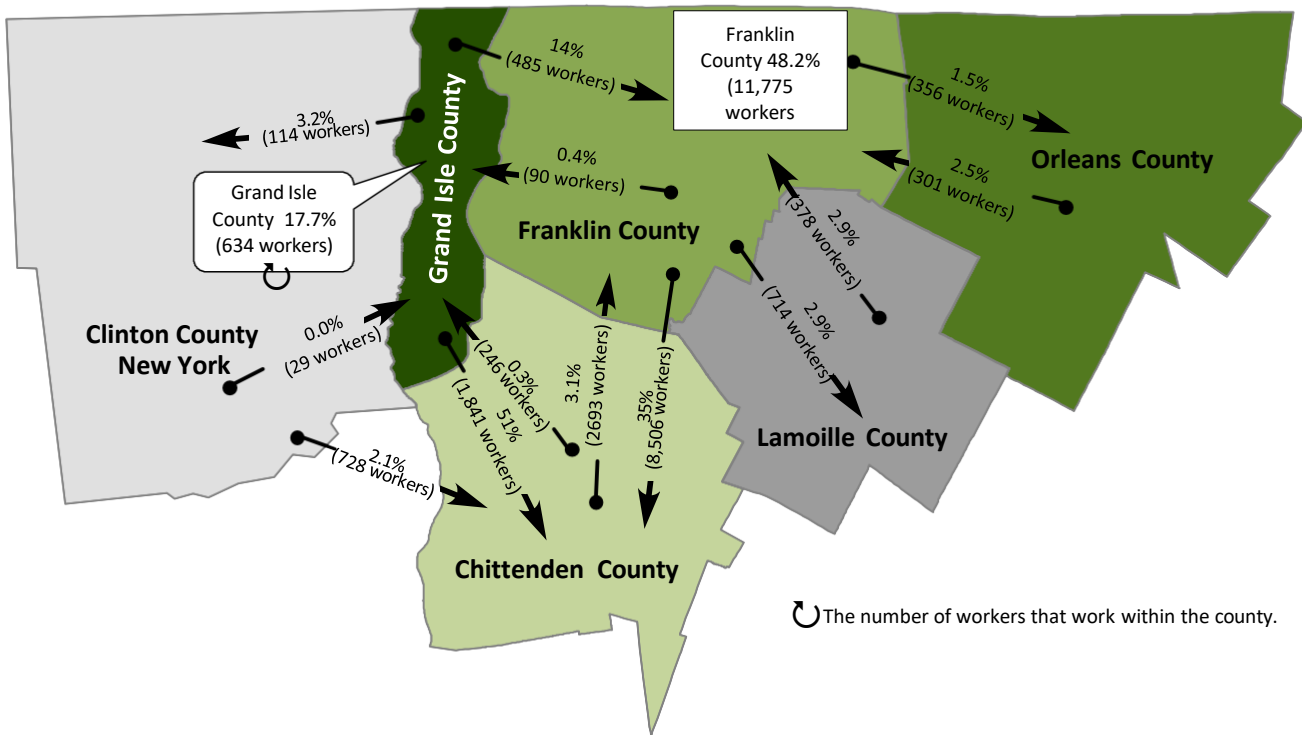 14%
(485 workers)
Franklin
County 48.2%
(11,775
workers
1.5%
(356 workers)
3.2%
(114 workers)
Grand Isle County
0.4%
(90 workers)
Orleans County
2.5%
(301 workers)
Grand Isle
County 17.7%
(634 workers)
Franklin County
2.9%
(378 workers)
Clinton County
New York
0.0%
(29 workers)
2.9%
(714 workers)
0.3%
(246 workers)
3.1%
(2693 workers)
35%
(8,506 workers)
51%
(1,841 workers)
Lamoille County
2.1%
(728 workers)
Chittenden County
The number of workers that work within the county.